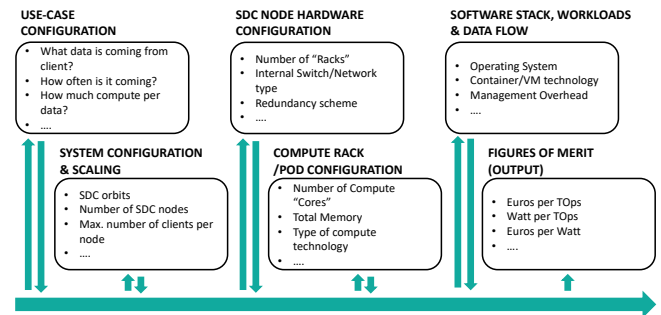 USE-CASE
CONFIGURATION
• What data is coming from
client?
• How often is it coming?
• How much compute per
data?
• ....
SDC NODE HARDWARE
CONFIGURATION
• Number of “Racks”
• Internal Switch/Network
type
• Redundancy scheme
• ....
SOFTWARE STACK, WORKLOADS
& DATA FLOW
• Operating System
• Container/VM technology
• Management Overhead
• ....
SYSTEM CONFIGURATION
& SCALING
• SDC orbits
• Number of SDC nodes
• Max. number of clients per
node
• ....
COMPUTE RACK
/POD CONFIGURATION
• Number of Compute
“Cores”
• Total Memory
• Type of compute
technology
• ....
FIGURES OF MERIT
(OUTPUT)
• Euros per TOps
• Watt per TOps
• Euros per Watt
• ....